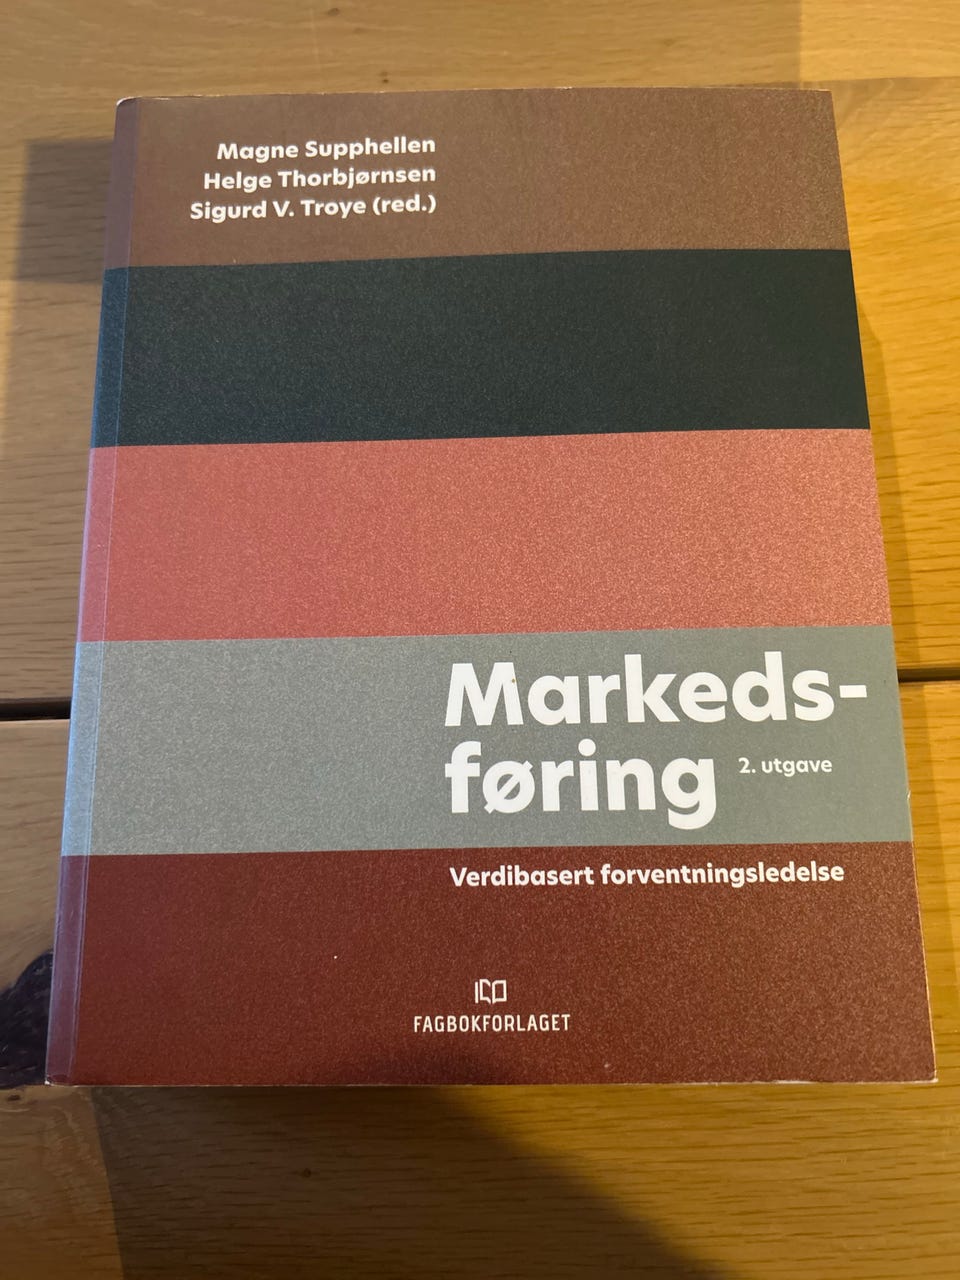 Magne Supphellen
Helge Thorbjørnsen
Sigurd V. Troye (red.)
Markeds-
føring 2. utgave
Verdibasert forventningsledelse
FAGBOKFORLAGET